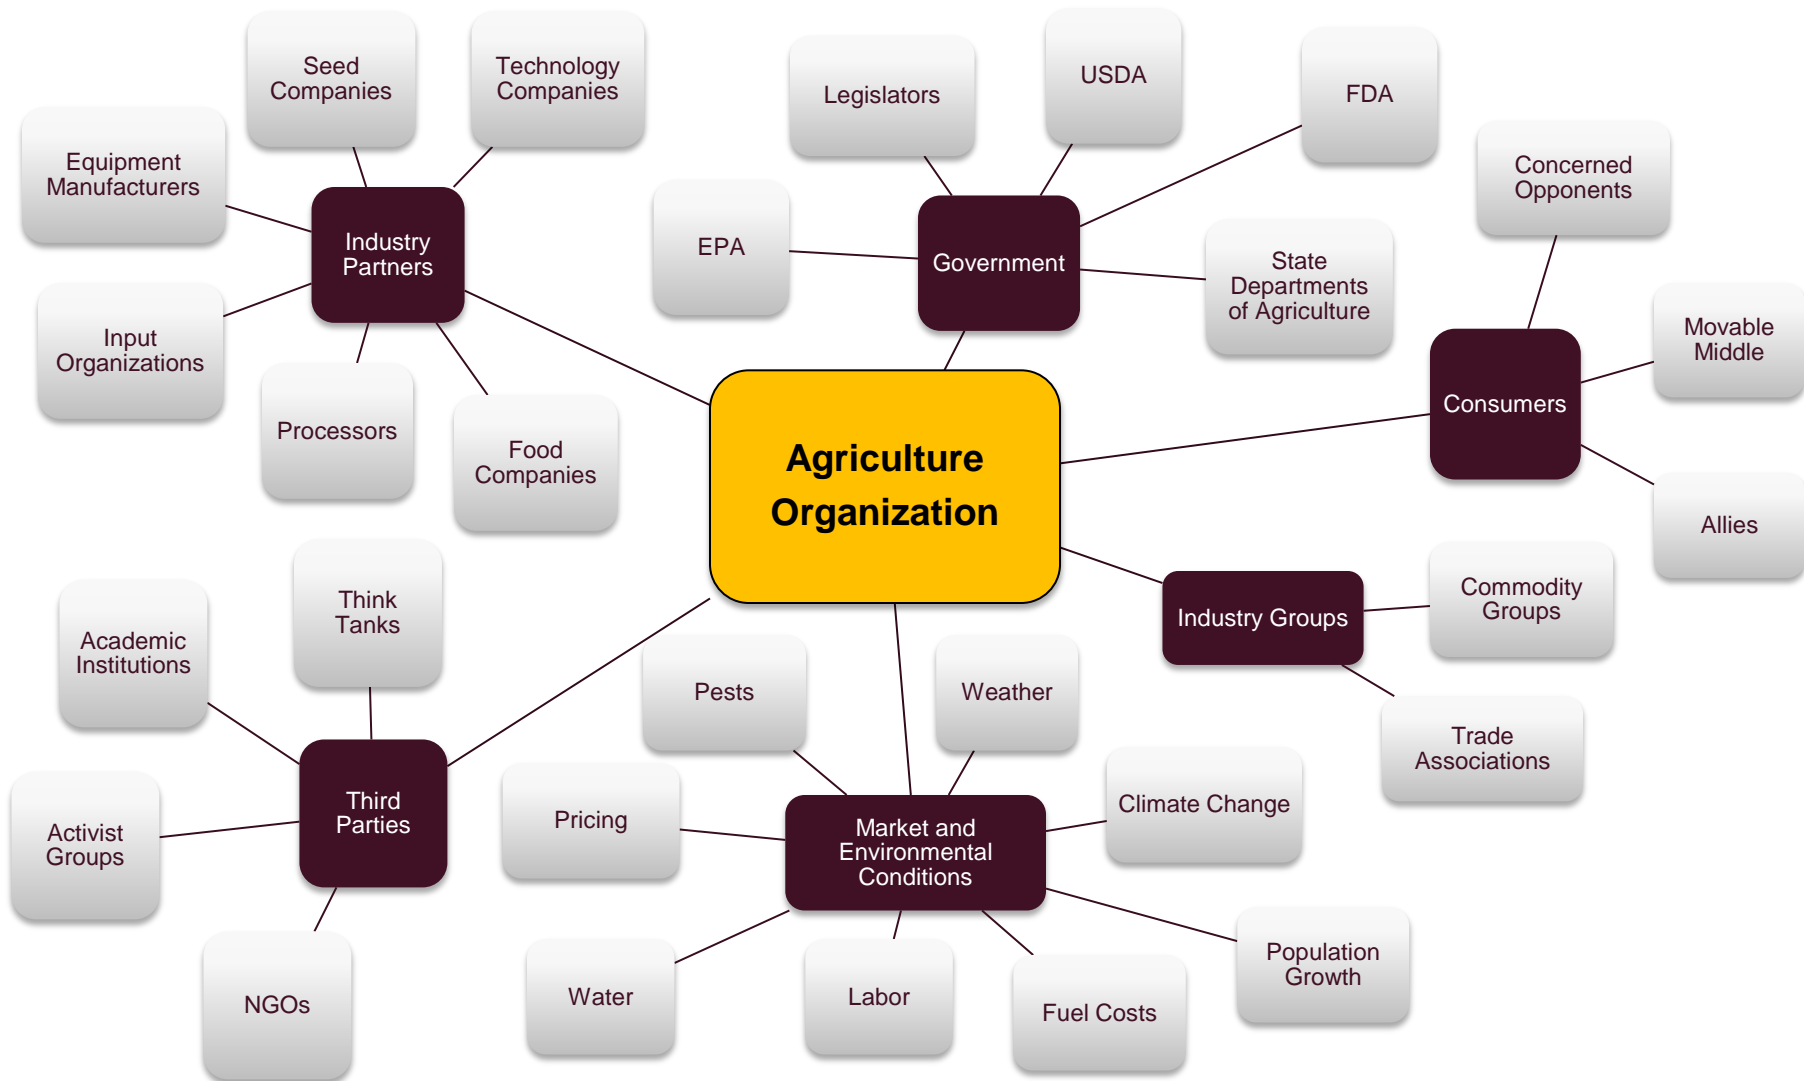 Seed
Companies
Technology
Companies
Equipment
Manufacturers
Industry
Partners
Input
Organizations
Processors
Food
Companies
Legislators
USDA
FDA
EPA
Government
State
Departments
of Agriculture
Concerned
Opponents
Movable
Middle
Consumers
Allies
Agriculture
Organization
Industry Groups
Commodity
Groups
Trade
Associations
Think
Tanks
Academic
Institutions
Third
Parties
Activist
Groups
NGOs
Pests
Weather
Pricing
Market and
Environmental
Conditions
Climate Change
Water
Labor
Fuel Costs
Population
Growth